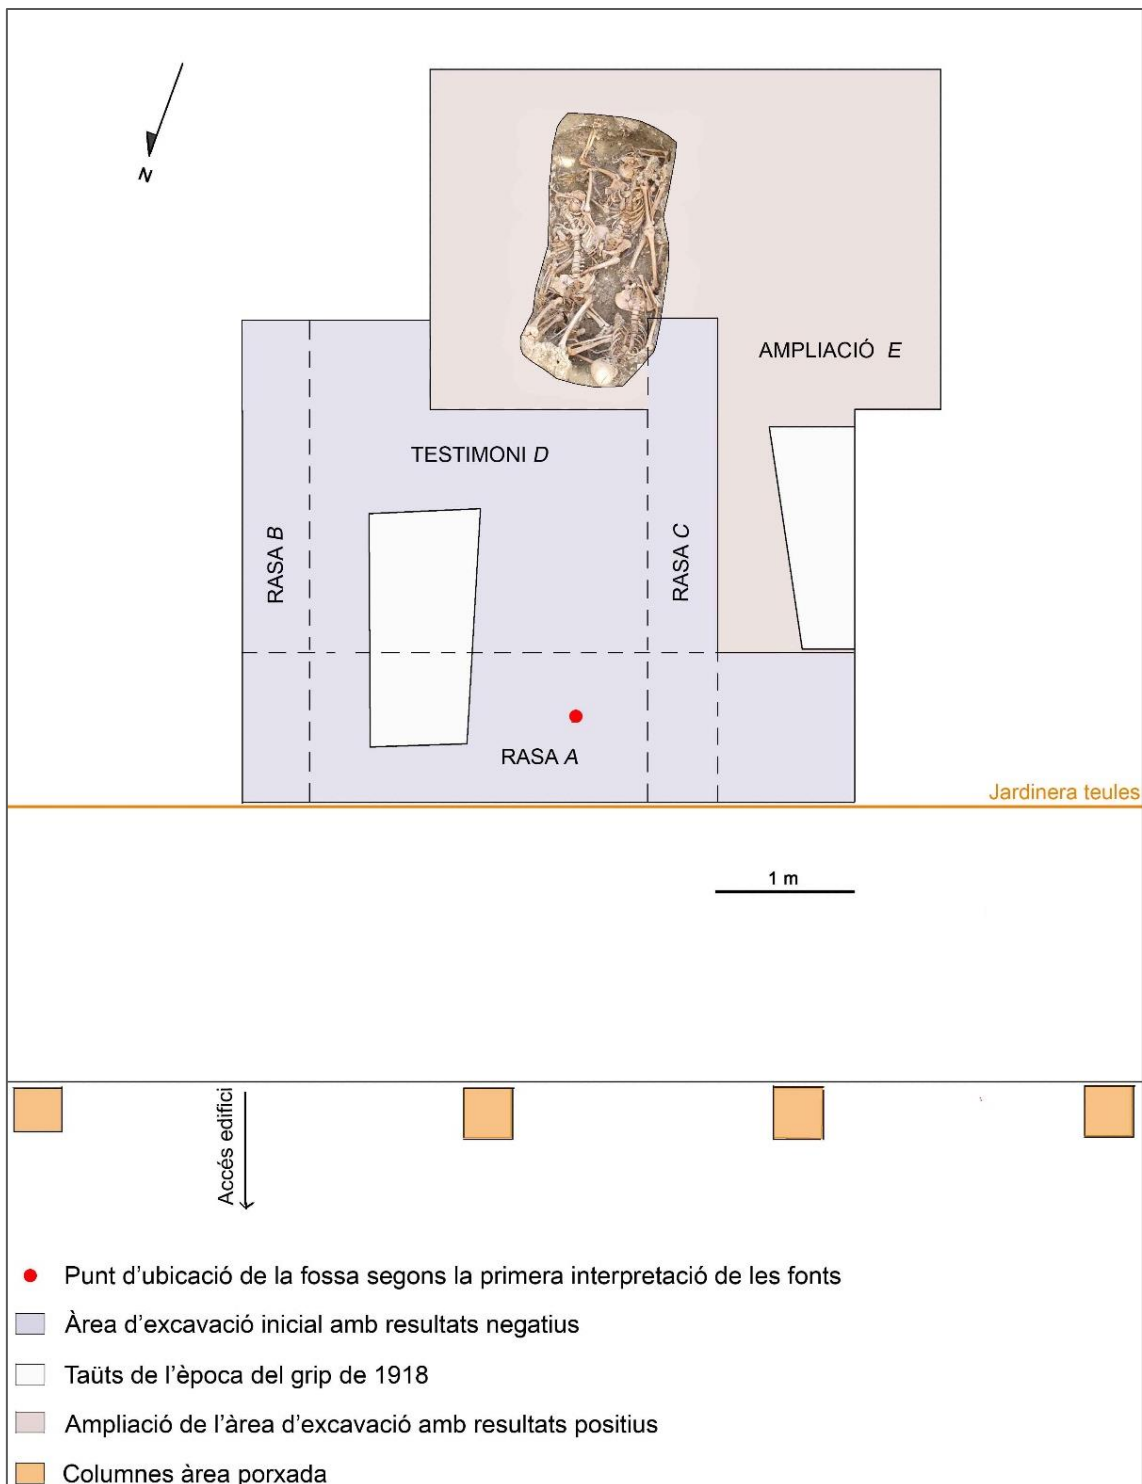 N
AMPLIACIÓ E
TESTIMONI D
RASA B
RASA C
RASA A
Jardinera teules
1 m
Accés edifici
Punt d’ubicació de la fossa segons la primera interpretació de les fonts
Àrea d’excavació inicial amb resultats negatius
Taüts de l’època del grip de 1918
Ampliació de l’àrea d’excavació amb resultats positius
Columnes àrea porxada